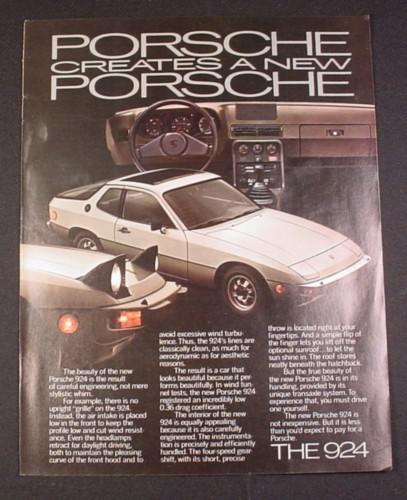 PORSCHE
CREATES A NEW
PORSCHE
The beauty of the new
Porsche 924 is the result
of careful engineering, not mere
stylistic whim.
For example, there is no
upright "grille" on the 924.
Instead, the air intake is placed
low in the front to keep the
profile low and cut wind resist-
ance. Even the headlamps
retract for daylight driving,
both to maintain the pleasing
curve of the front hood and to
avoid excessive wind turbu-
lence. Thus, the 924's lines are
classically clean, as much for
aerodynamic as for aesthetic
reasons.
The result is a car that
looks beautiful because it per-
forms beautifully. In wind tun-
nel tests, the new Porsche 924
registered an incredibly low
0.36 drag coefficient.
The interior of the new
924 is equally appealing
because it is also carefully
engineered. The instrumenta-
tion is precisely and efficiently
handled. The four speed gear
shift, with its short, precise
throw is located right at your
fingertips. And a simple flip of
the finger lets you lift off the
optional sunroof... to let the
sun shine in. The roof stores
neatly beneath the hatchback.
But the true beauty of
the new Porsche 924 is in its
handling, provided by its
unique transaxle system. To
experience that, you must drive
one yourself.
The new Porsche 924 is
not inexpensive. But it is less
than you'd expect to pay for a
Porsche.
THE 924